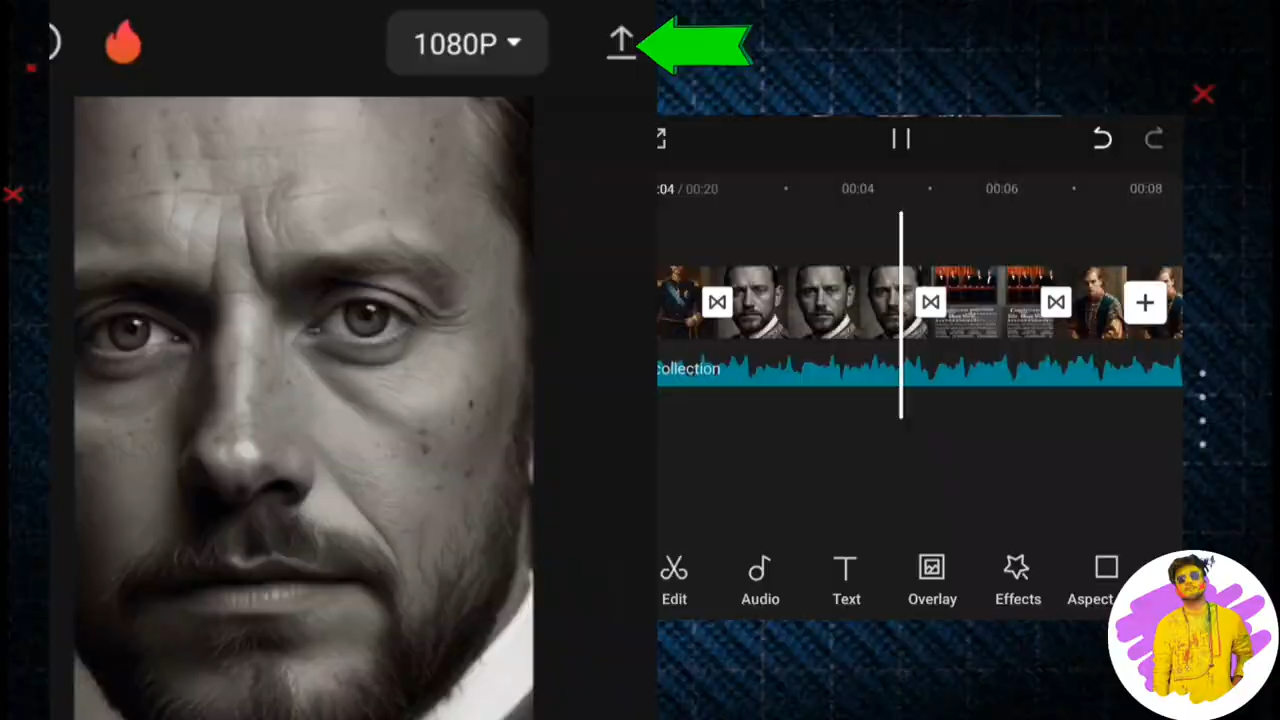 1080P
:04 / 00:20
00:04
00:06
00:08
collection
Edit
Audio
Text
Overlay
Effects
Aspect